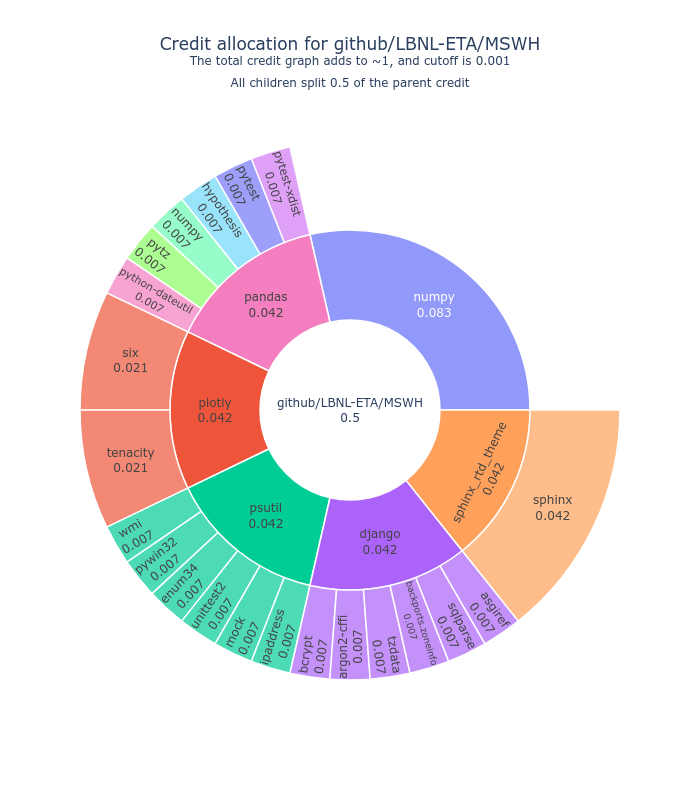 Credit allocation for github/LBNL-ETA/MSWH
The total credit graph adds to ~1, and cutoff is 0.001
All children split 0.5 of the parent credit
github/LBNL-ETA/MSWH
0.5
numpy
0.083
pandas
0.042
pytest-xdist
0.007
pytest
0.007
hypothesis
0.007
numpy
0.007
pytz
0.007
python-dateutil
0.007
plotly
0.042
six
0.021
tenacity
0.021
psutil
0.042
wmi
0.007
pywin32
0.007
enum34
0.007
unittest2
0.007
mock
0.007
ipaddress
0.007
django
0.042
bcrypt
0.007
argon2-cffi
0.007
tzdata
0.007
backports.zoneinfo
0.007
sqlparse
0.007
asgiref
0.007
sphinx_rtd_theme
0.042
sphinx
0.042